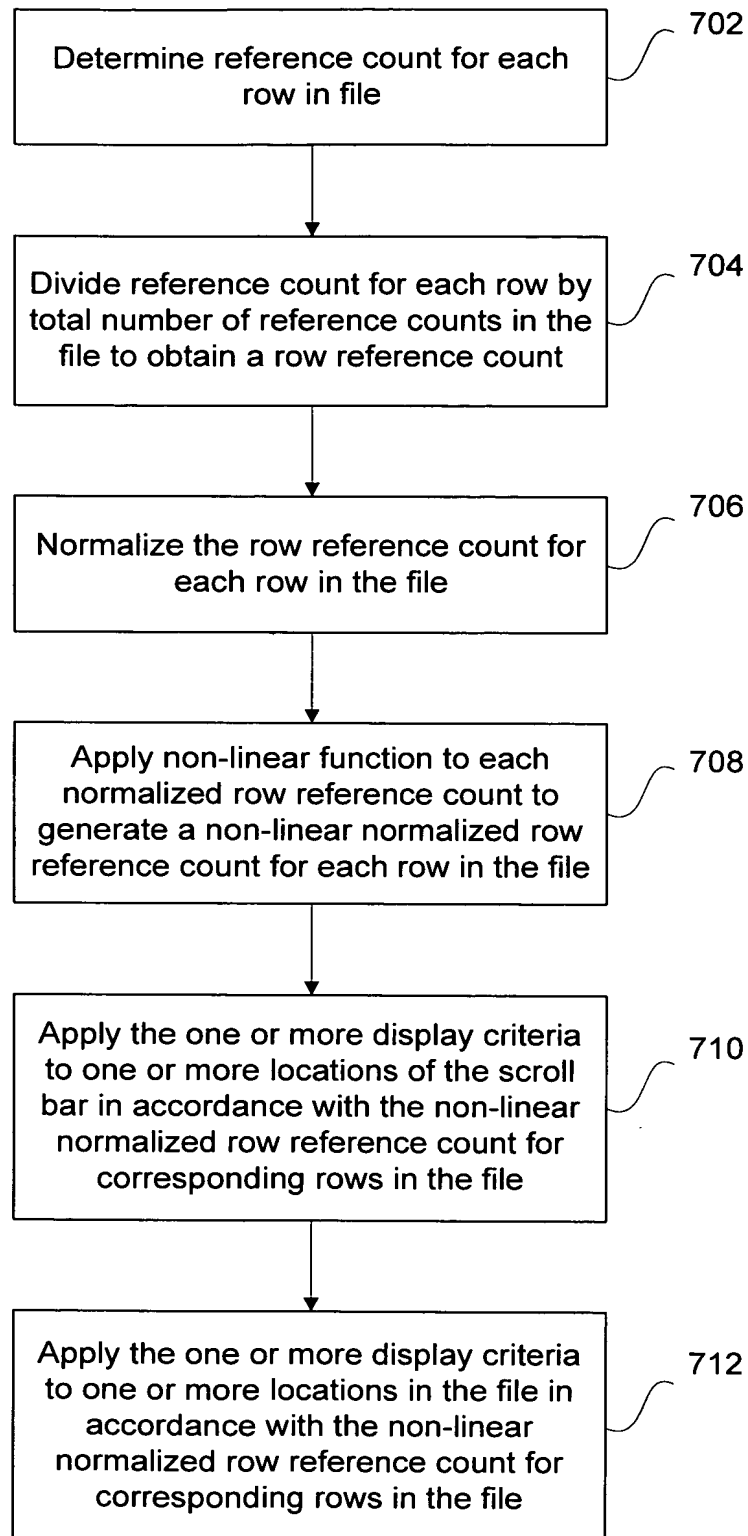 702
Determine reference count for each
row in file
704
Divide reference count for each row by
total number of reference counts in the
file to obtain a row reference count
706
Normalize the row reference count for
each row in the file
708
Apply non-linear function to each
normalized row reference count to
generate a non-linear normalized row
reference count for each row in the file
710
Apply the one or more display criteria
to one or more locations of the scroll
bar in accordance with the non-linear
normalized row reference count for
corresponding rows in the file
712
Apply the one or more display criteria
to one or more locations in the file in
accordance with the non-linear
normalized row reference count for
corresponding rows in the file